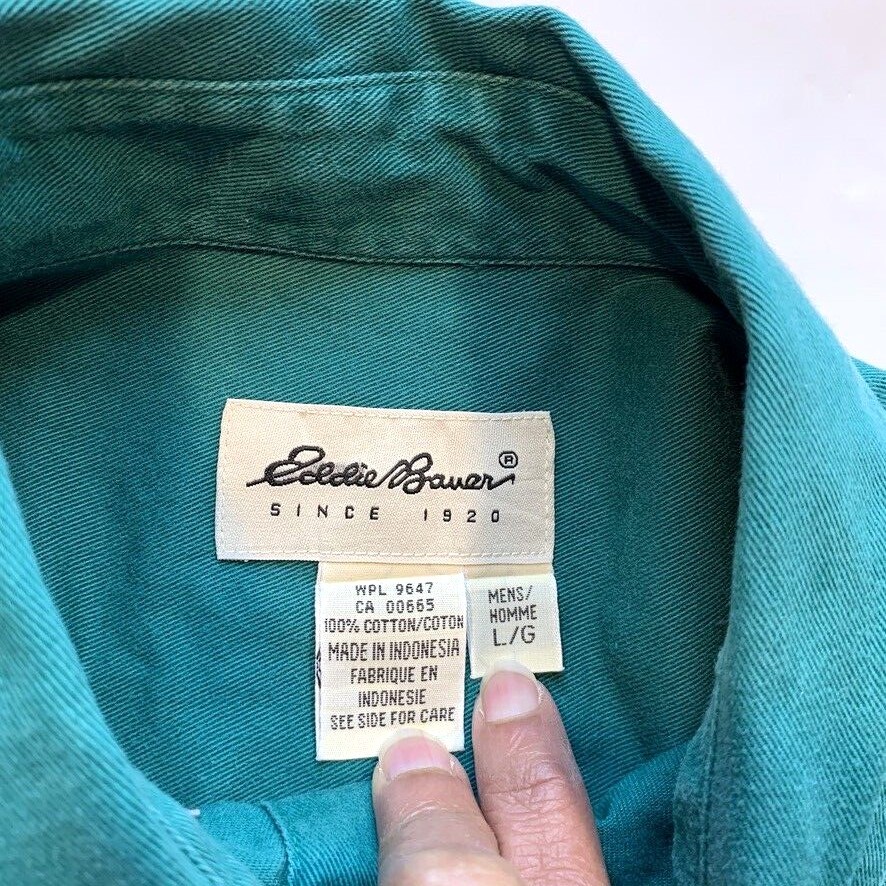 Eddie Bauer®
SINCE 1920
WPL 9647
CA 00665
100% COTTON/COTON
MADE IN INDONESIA
FABRIQUE EN
INDONESIE
SEE SIDE FOR CARE
MENS/
HOMME
L/G